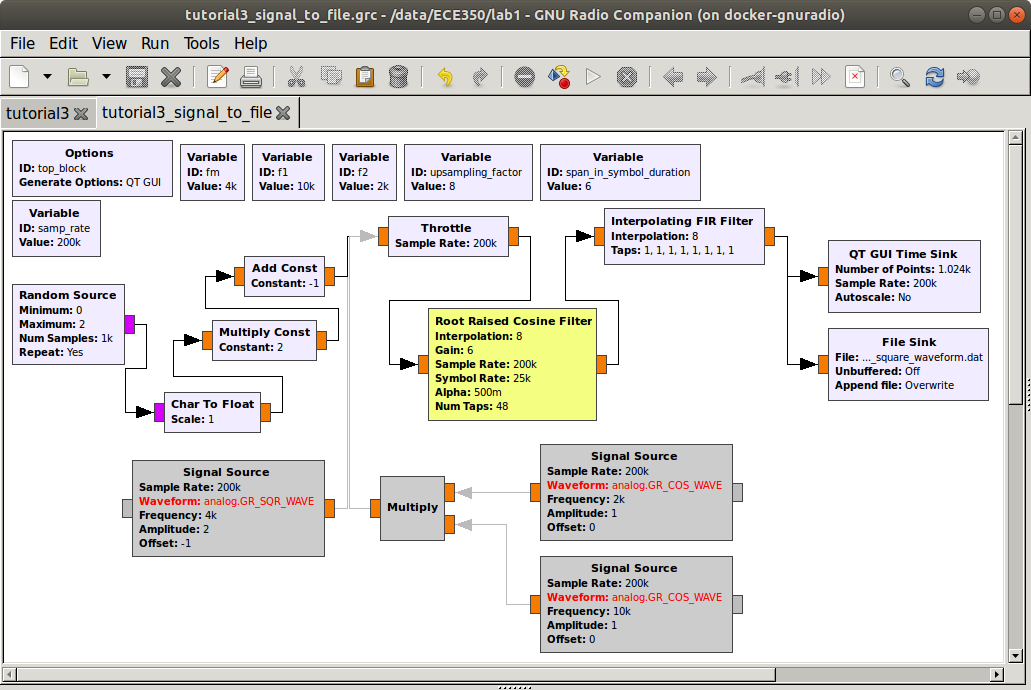 tutorial3_signal_to_file.grc - /data/ECE350/lab1 - GNU Radio Companion (on docker-gnuradio)
File Edit View Run Tools Help
tutorial3 tutorial3_signal_to_file
Options
ID: top_block
Generate Options: QT GUI
Variable
ID: fm
Value: 4k
Variable
ID: f1
Value: 10k
Variable
ID: f2
Value: 2k
Variable
ID: upsampling_factor
Value: 8
Variable
ID: span_in_symbol_duration
Value: 6
Variable
ID: samp_rate
Value: 200k
Throttle
Sample Rate: 200k
Interpolating FIR Filter
Interpolation: 8
Taps: 1, 1, 1, 1, 1, 1, 1, 1
QT GUI Time Sink
Number of Points: 1.024k
Sample Rate: 200k
Autoscale: No
Add Const
Constant: -1
Random Source
Minimum: 0
Maximum: 2
Num Samples: 1k
Repeat: Yes
Multiply Const
Constant: 2
Root Raised Cosine Filter
Interpolation: 8
Gain: 6
Sample Rate: 200k
Symbol Rate: 25k
Alpha: 500m
Num Taps: 48
File Sink
File: ..._square_waveform.dat
Unbuffered: Off
Append file: Overwrite
Char To Float
Scale: 1
Signal Source
Sample Rate: 200k
Waveform: analog.GR_SQR_WAVE
Frequency: 4k
Amplitude: 2
Offset: -1
Multiply
Signal Source
Sample Rate: 200k
Waveform: analog.GR_COS_WAVE
Frequency: 2k
Amplitude: 1
Offset: 0
Signal Source
Sample Rate: 200k
Waveform: analog.GR_COS_WAVE
Frequency: 10k
Amplitude: 1
Offset: 0